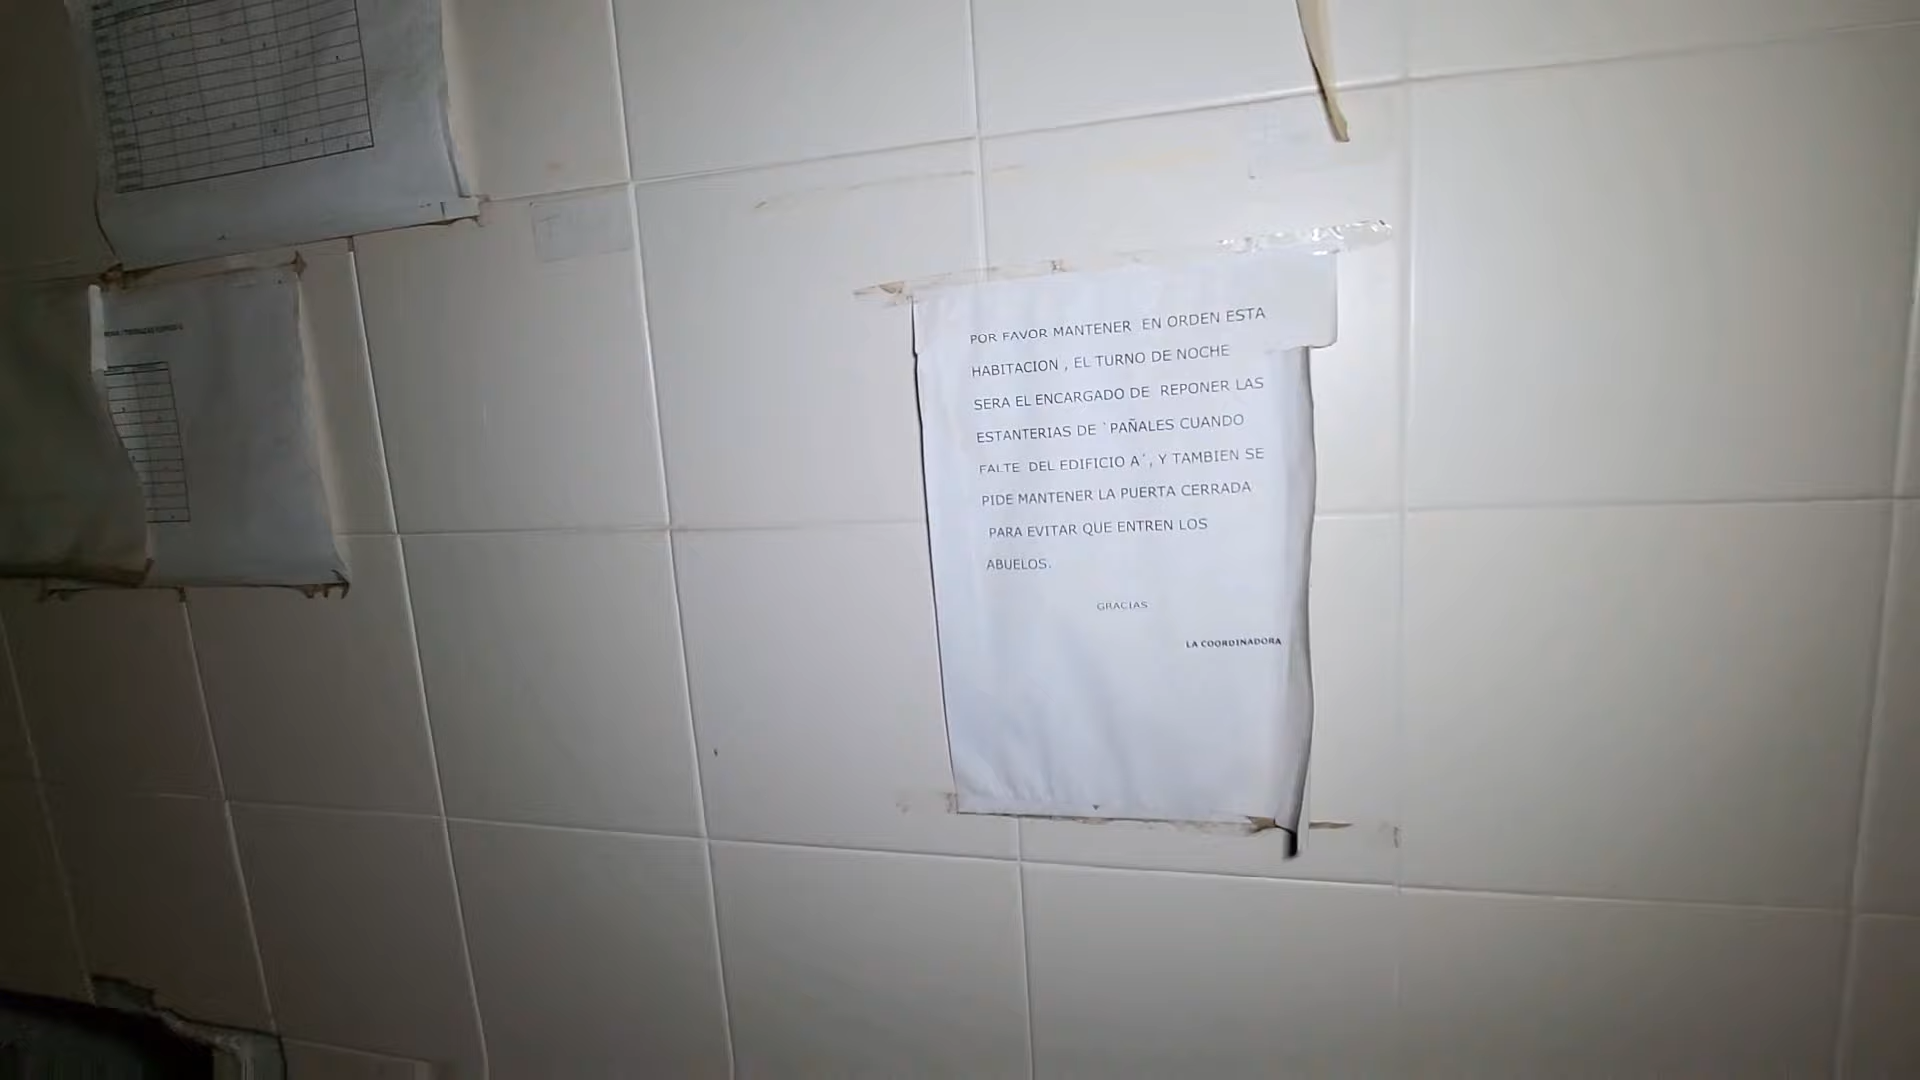 POR FAVOR MANTENER EN ORDEN ESTA
HABITACION , EL TURNO DE NOCHE
SERA EL ENCARGADO DE REPONER LAS
ESTANTERIAS DE `PAÑALES CUANDO
FALTE DEL EDIFICIO A´, Y TAMBIEN SE
PIDE MANTENER LA PUERTA CERRADA
PARA EVITAR QUE ENTREN LOS
ABUELOS.
GRACIAS
LA COORDINADORA